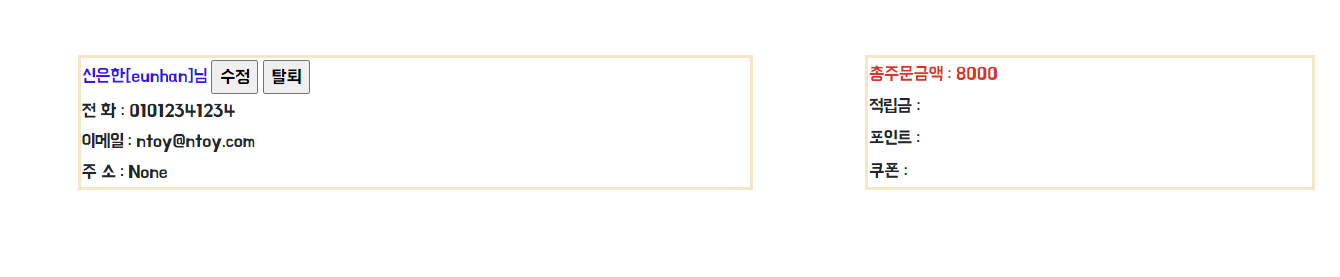 신은한[eunhan]님 수정 탈퇴
전 화 : 01012341234
이메일 : ntoy@ntoy.com
주 소 : None
총주문금액 : 8000
적립금 :
포인트 :
쿠폰 :